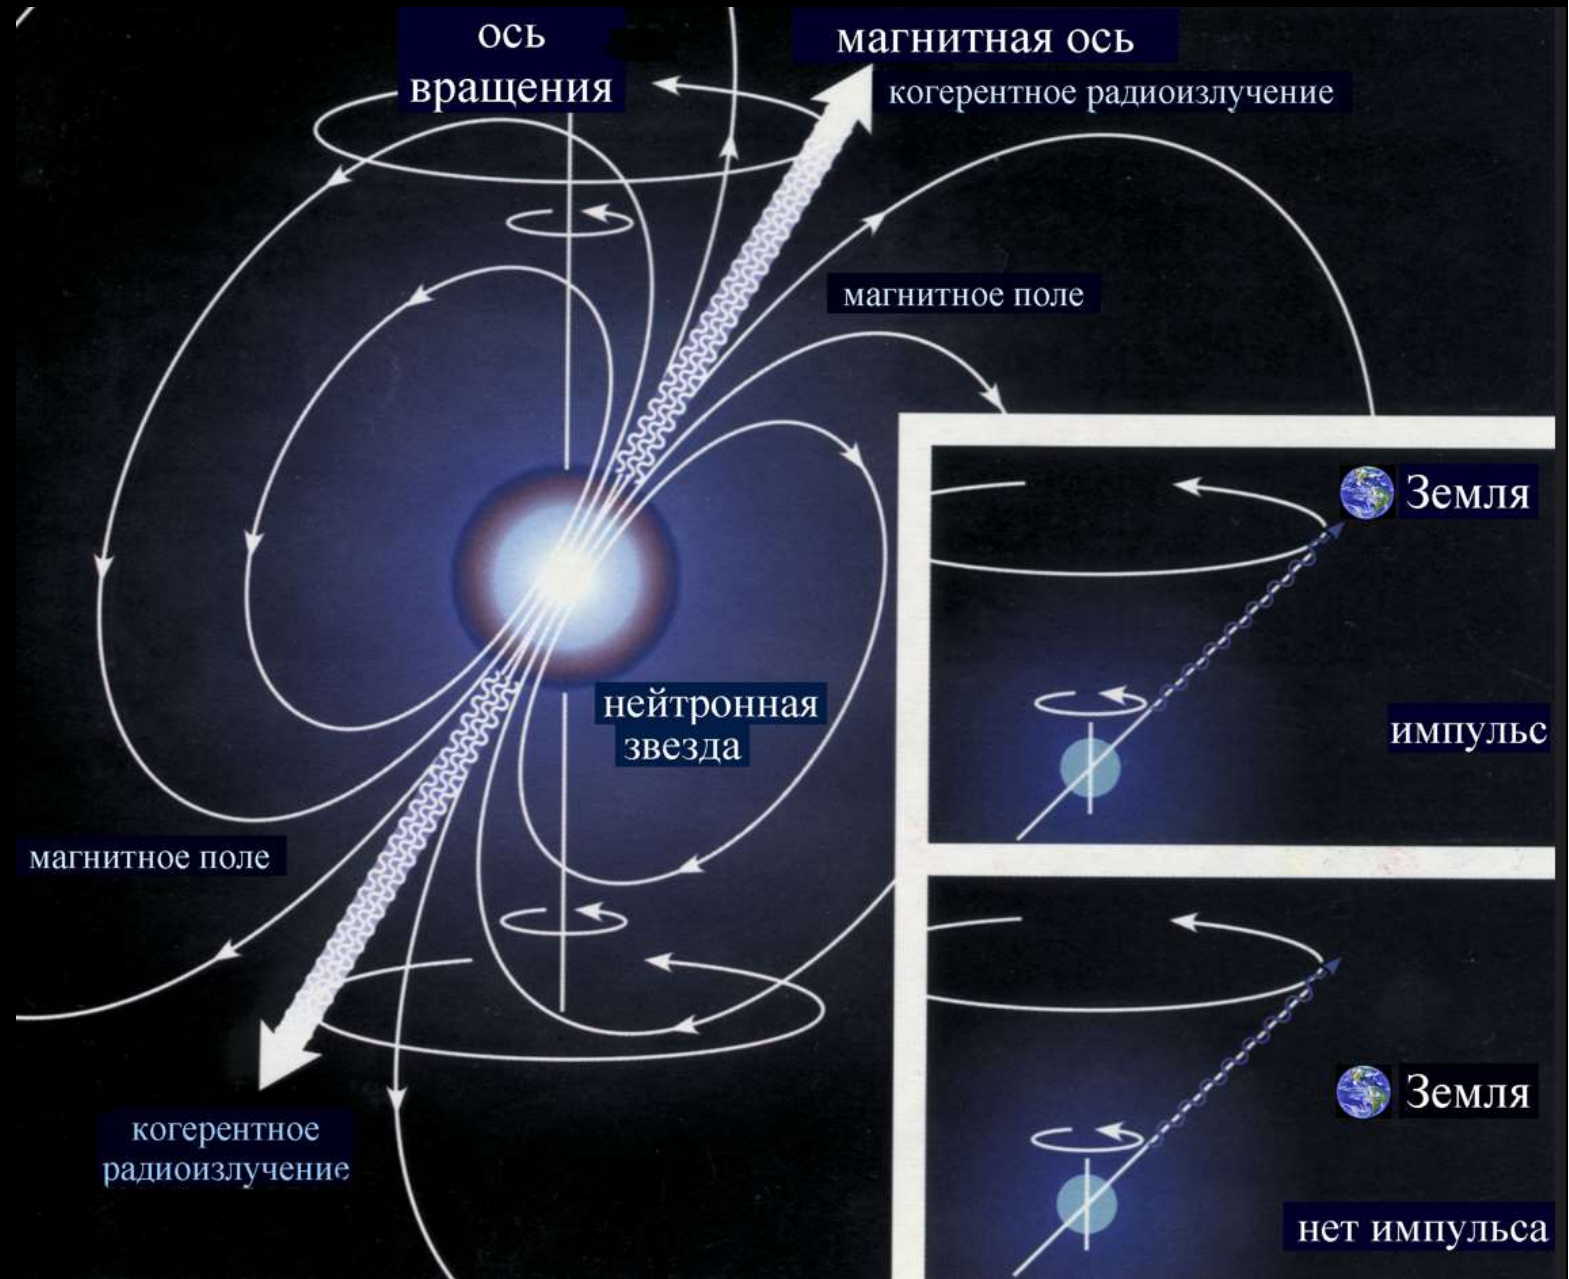 ось
вращения
магнитная ось
когерентное радиоизлучение
магнитное поле
Земля
импульс
нейтронная
звезда
магнитное поле
Земля
когерентное
радиоизлучение
нет импульса